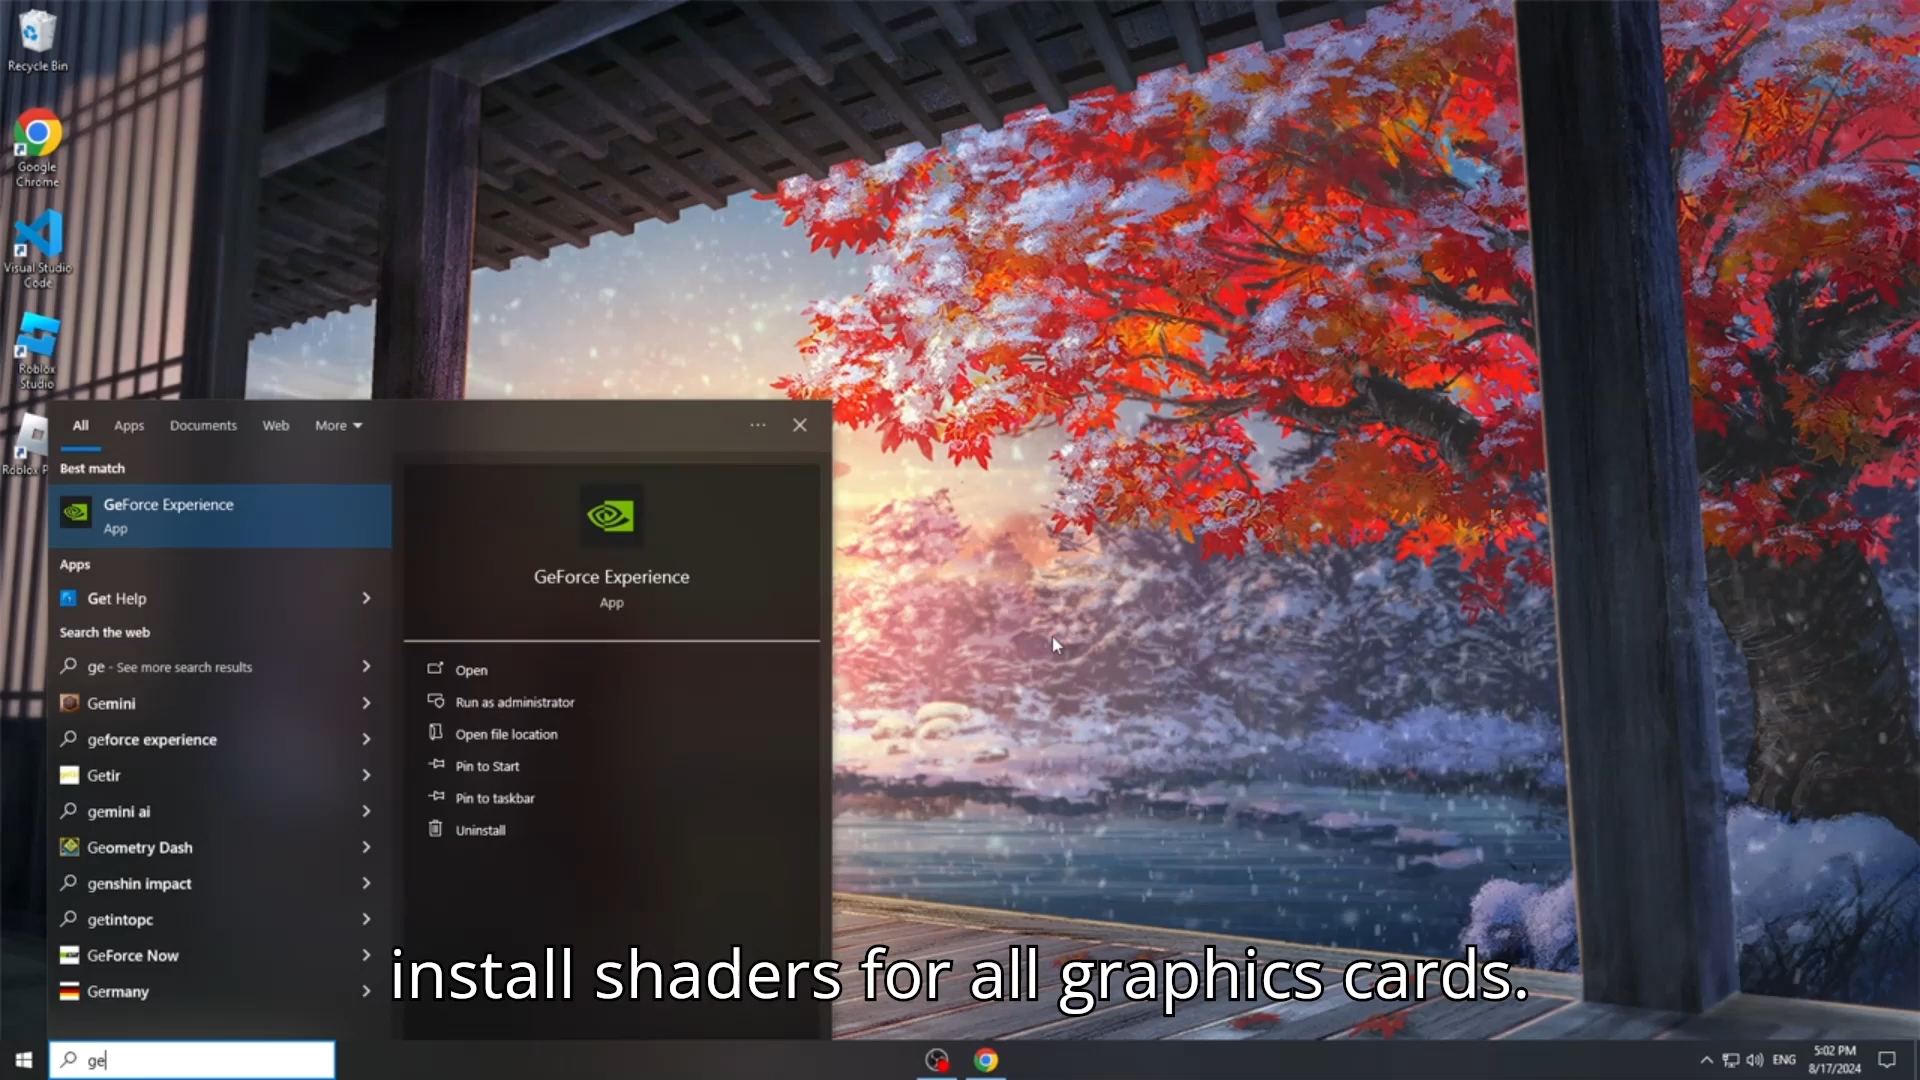 Recycle Bin
Google
Chrome
Visual Studio
Code
Roblox
Studio
Roblox P
All
Apps
Documents
Web
More
Best match
GeForce Experience
App
Apps
Get Help
Search the web
ge - See more search results
Gemini
geforce experience
Getir
gemini ai
Geometry Dash
genshin impact
getintopc
GeForce Now
Germany
GeForce Experience
App
Open
Run as administrator
Open file location
Pin to Start
Pin to taskbar
Uninstall
install shaders for all graphics cards.
ge
ENG
5:02 PM
8/17/2024